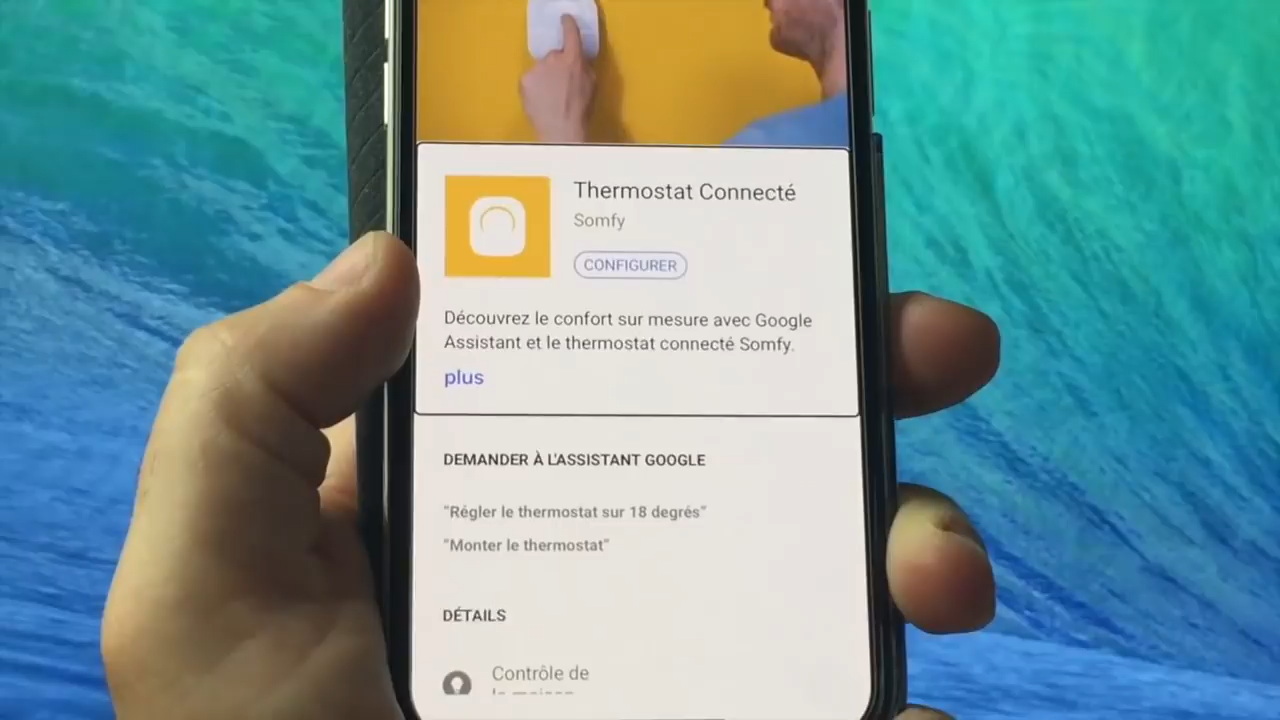 Thermostat Connecté
Somfy
CONFIGURER
Découvrez le confort sur mesure avec Google
Assistant et le thermostat connecté Somfy.
plus
DEMANDER À L'ASSISTANT GOOGLE
"Régler le thermostat sur 18 degrés"
"Monter le thermostat"
DÉTAILS
Contrôle de